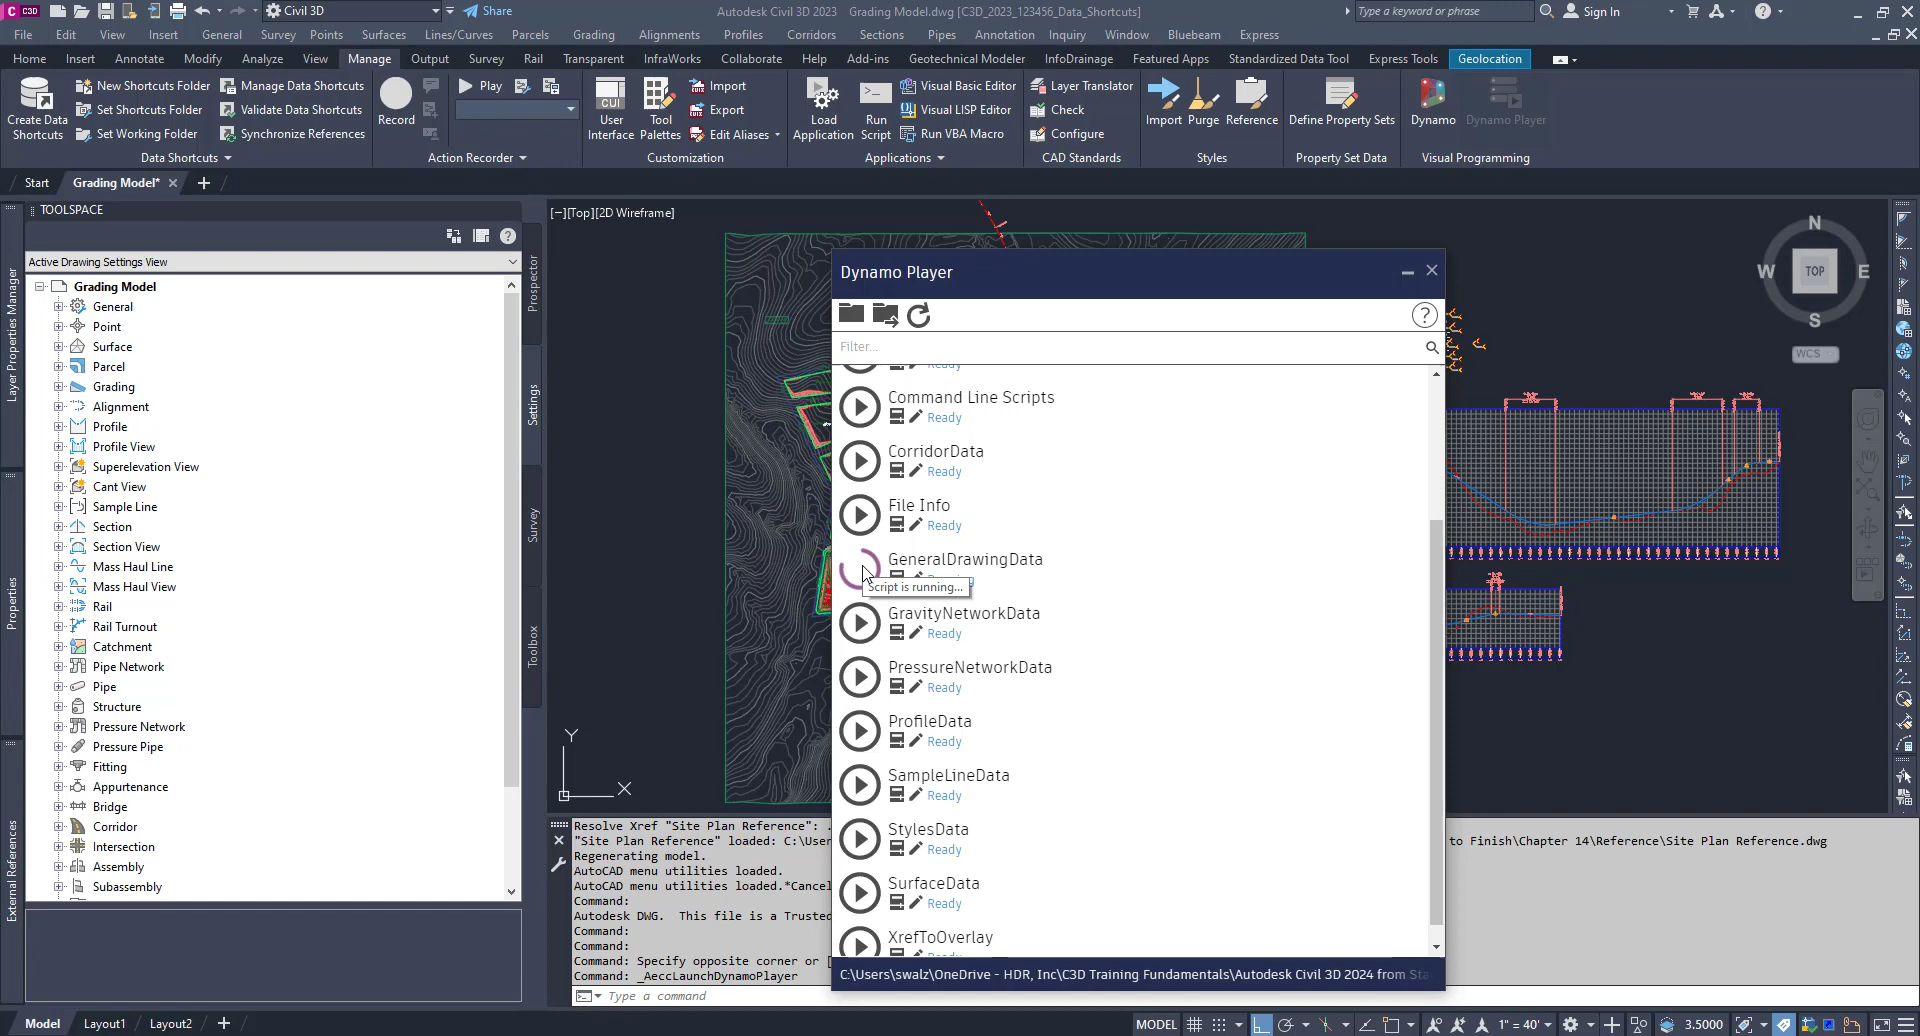 C C3D Civil 3D Share Autodesk Civil 3D 2023 Grading Model.dwg [C3D_2023_123456_Data_Shortcuts] Type a keyword or phrase Sign In
File Edit View Insert General Survey Points Surfaces Lines/Curves Parcels Grading Alignments Profiles Corridors Sections Pipes Annotation Inquiry Window Bluebeam Express
Home Insert Annotate Modify Analyze View Manage Output Survey Rail Transparent InfraWorks Collaborate Help Add-ins Geotechnical Modeler InfoDrainage Featured Apps Standardized Data Tool Express Tools Geolocation
Create Data Shortcuts
New Shortcuts Folder
Set Shortcuts Folder
Set Working Folder
Manage Data Shortcuts
Validate Data Shortcuts
Synchronize References
Data Shortcuts
Record
Play
Action Recorder
CUI
User Interface
Tool Palettes
Import
Export
Edit Aliases
Customization
Load Application
Run Script
Visual Basic Editor
Visual LISP Editor
Run VBA Macro
Applications
Layer Translator
Check
Configure
CAD Standards
Import
Purge
Reference
Styles
Define Property Sets
Property Set Data
Dynamo
Dynamo Player
Visual Programming
Start
Grading Model*
TOOLSPACE
Active Drawing Settings View
Grading Model
General
Point
Surface
Parcel
Grading
Alignment
Profile
Profile View
Superelevation View
Cant View
Sample Line
Section
Section View
Mass Haul Line
Mass Haul View
Rail
Rail Turnout
Catchment
Pipe Network
Pipe
Structure
Pressure Network
Pressure Pipe
Fitting
Appurtenance
Bridge
Corridor
Intersection
Assembly
Subassembly
Layer Properties Manager
Properties
External References
Prospector
Settings
Survey
Toolbox
[−][Top][2D Wireframe]
N
W TOP E
S
WCS
Y
X
Dynamo Player
Filter...
Ready
Command Line Scripts
Ready
CorridorData
Ready
File Info
Ready
GeneralDrawingData
Script is running...
GravityNetworkData
Ready
PressureNetworkData
Ready
ProfileData
Ready
SampleLineData
Ready
StylesData
Ready
SurfaceData
Ready
XrefToOverlay
C:\Users\swalz\OneDrive - HDR, Inc\C3D Training Fundamentals\Autodesk Civil 3D 2024 from Sta
Resolve Xref "Site Plan Reference": .
"Site Plan Reference" loaded: C:\Use to Finish\Chapter 14\Reference\Site Plan Reference.dwg
Regenerating model.
AutoCAD menu utilities loaded.
AutoCAD menu utilities loaded.*Cancel
Command:
Autodesk DWG. This file is a Trusted
Command:
Command:
Command: Specify opposite corner or [
Command: _AeccLaunchDynamoPlayer
Type a command
Model Layout1 Layout2
MODEL 1" = 40' 3.5000